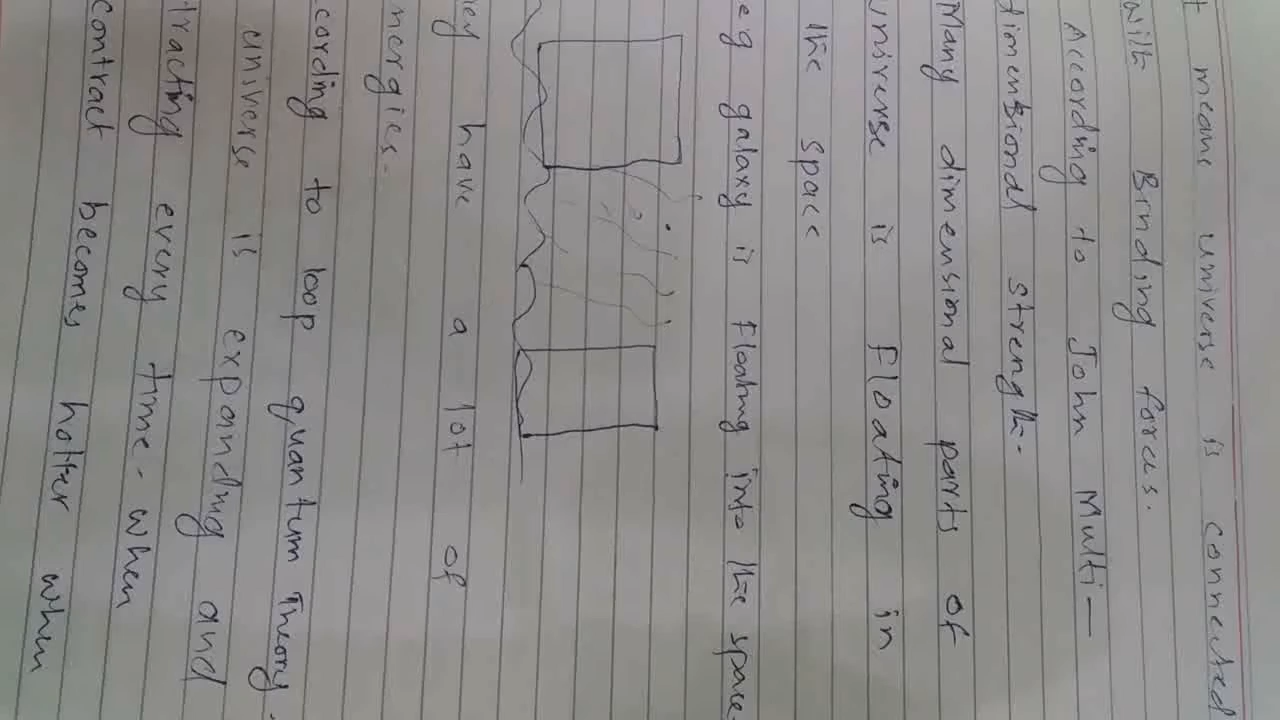 t means universe is connected
with Binding forces.
According to John Multi-
dimensional strength.
Many dimensional parts of
universe is floating in
the space
eg galaxy is floating into the space.
ey have a lot of
nergies.
cording to loop quantum Theory.
universe is expanding and
tracting every time. when
contract becomes hotter when